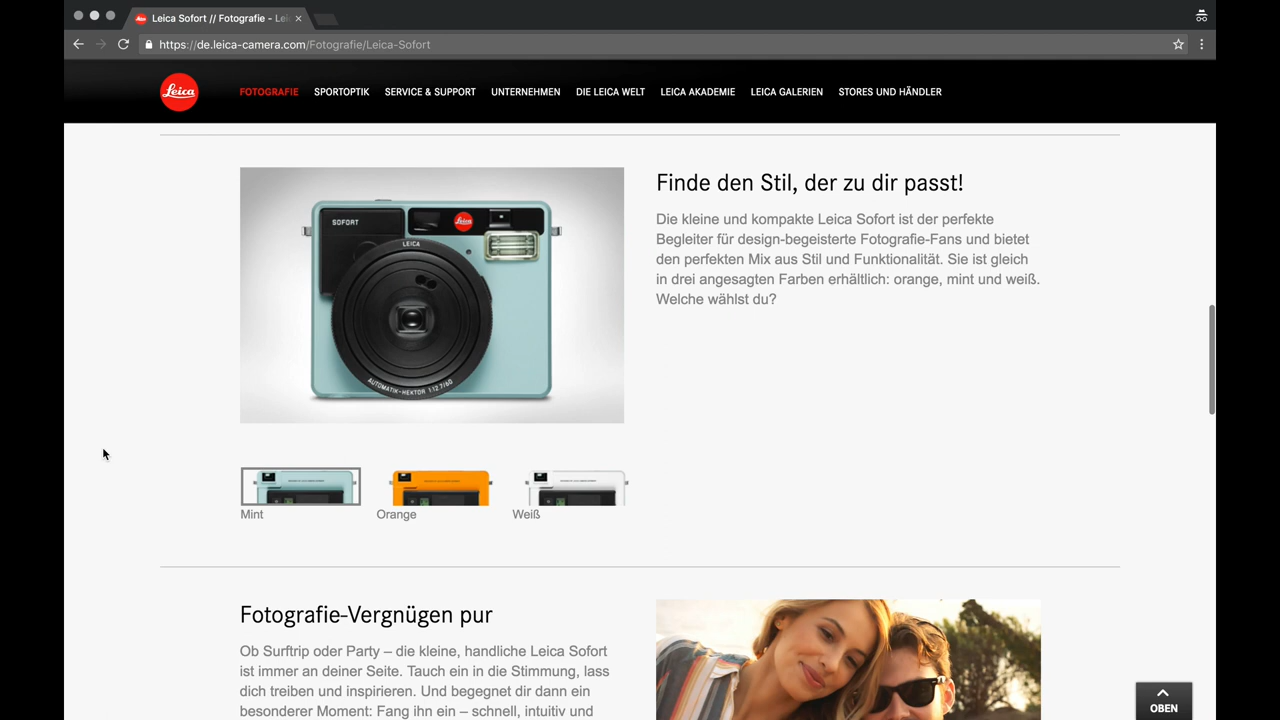 Leica Sofort // Fotografie - Lei
https://de.leica-camera.com/Fotografie/Leica-Sofort
Leica
FOTOGRAFIE SPORTOPTIK SERVICE & SUPPORT UNTERNEHMEN DIE LEICA WELT LEICA AKADEMIE LEICA GALERIEN STORES UND HÄNDLER
SOFORT
Leica
LEICA
AUTOMATIK-HEKTOR 1:12.7/60
Mint
Orange
Weiß
Finde den Stil, der zu dir passt!
Die kleine und kompakte Leica Sofort ist der perfekte
Begleiter für design-begeisterte Fotografie-Fans und bietet
den perfekten Mix aus Stil und Funktionalität. Sie ist gleich
in drei angesagten Farben erhältlich: orange, mint und weiß.
Welche wählst du?
Fotografie-Vergnügen pur
Ob Surftrip oder Party – die kleine, handliche Leica Sofort
ist immer an deiner Seite. Tauch ein in die Stimmung, lass
dich treiben und inspirieren. Und begegnet dir dann ein
besonderer Moment: Fang ihn ein – schnell, intuitiv und
OBEN